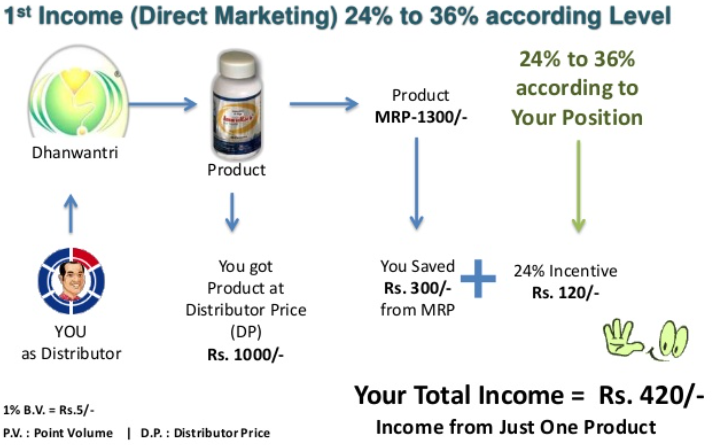 1st Income (Direct Marketing) 24% to 36% according Level
24% to 36%
according to
Your Position
Product
MRP-1300/-
Dhanwantri
Product
You got
Product at
Distributor Price
(DP)
Rs. 1000/-
You Saved
Rs. 300/-
from MRP
+
24% Incentive
Rs. 120/-
YOU
as Distributor
Your Total Income = Rs. 420/-
Income from Just One Product
1% B.V. = Rs.5/-
P.V. : Point Volume | D.P. : Distributor Price